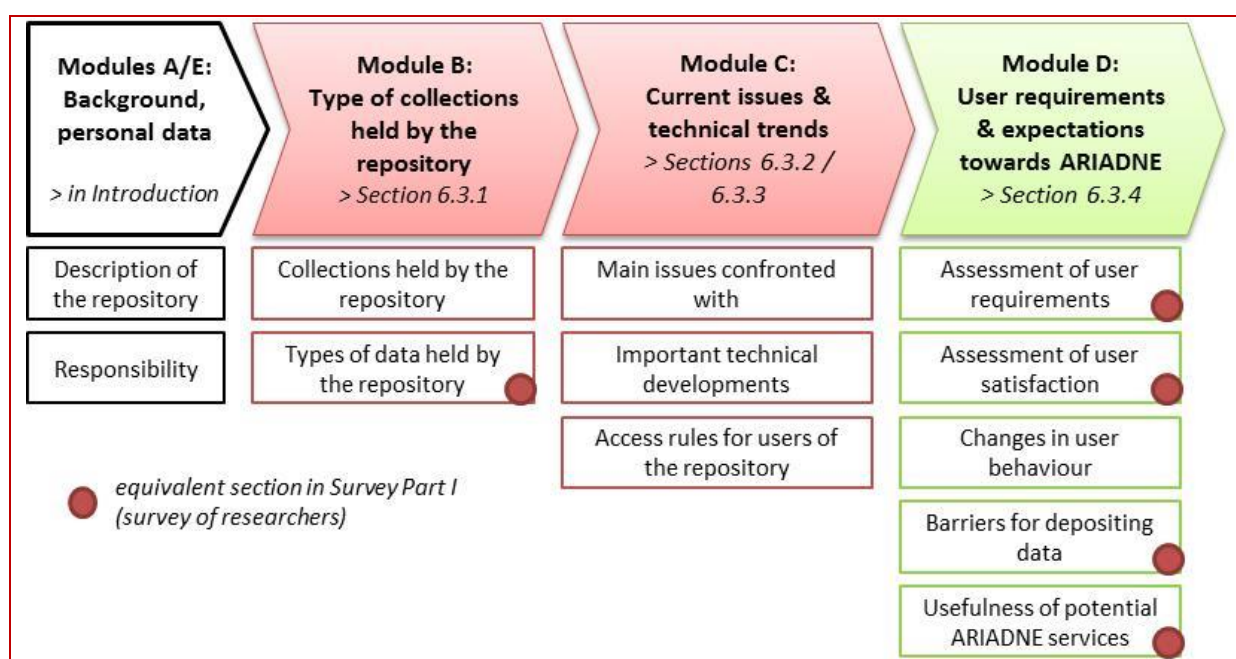 Modules A/E:
Background,
personal data
> in Introduction
Module B:
Type of collections
held by the
repository
> Section 6.3.1
Module C:
Current issues &
technical trends
> Sections 6.3.2 /
6.3.3
Module D:
User requirements
& expectations
towards ARIADNE
> Section 6.3.4
Description of
the repository
Responsibility
Collections held by the
repository
Types of data held by
the repository
Main issues confronted
with
Important technical
developments
Access rules for users of
the repository
Assessment of user
requirements
Assessment of user
satisfaction
Changes in user
behaviour
Barriers for depositing
data
Usefulness of potential
ARIADNE services
equivalent section in Survey Part I
(survey of researchers)